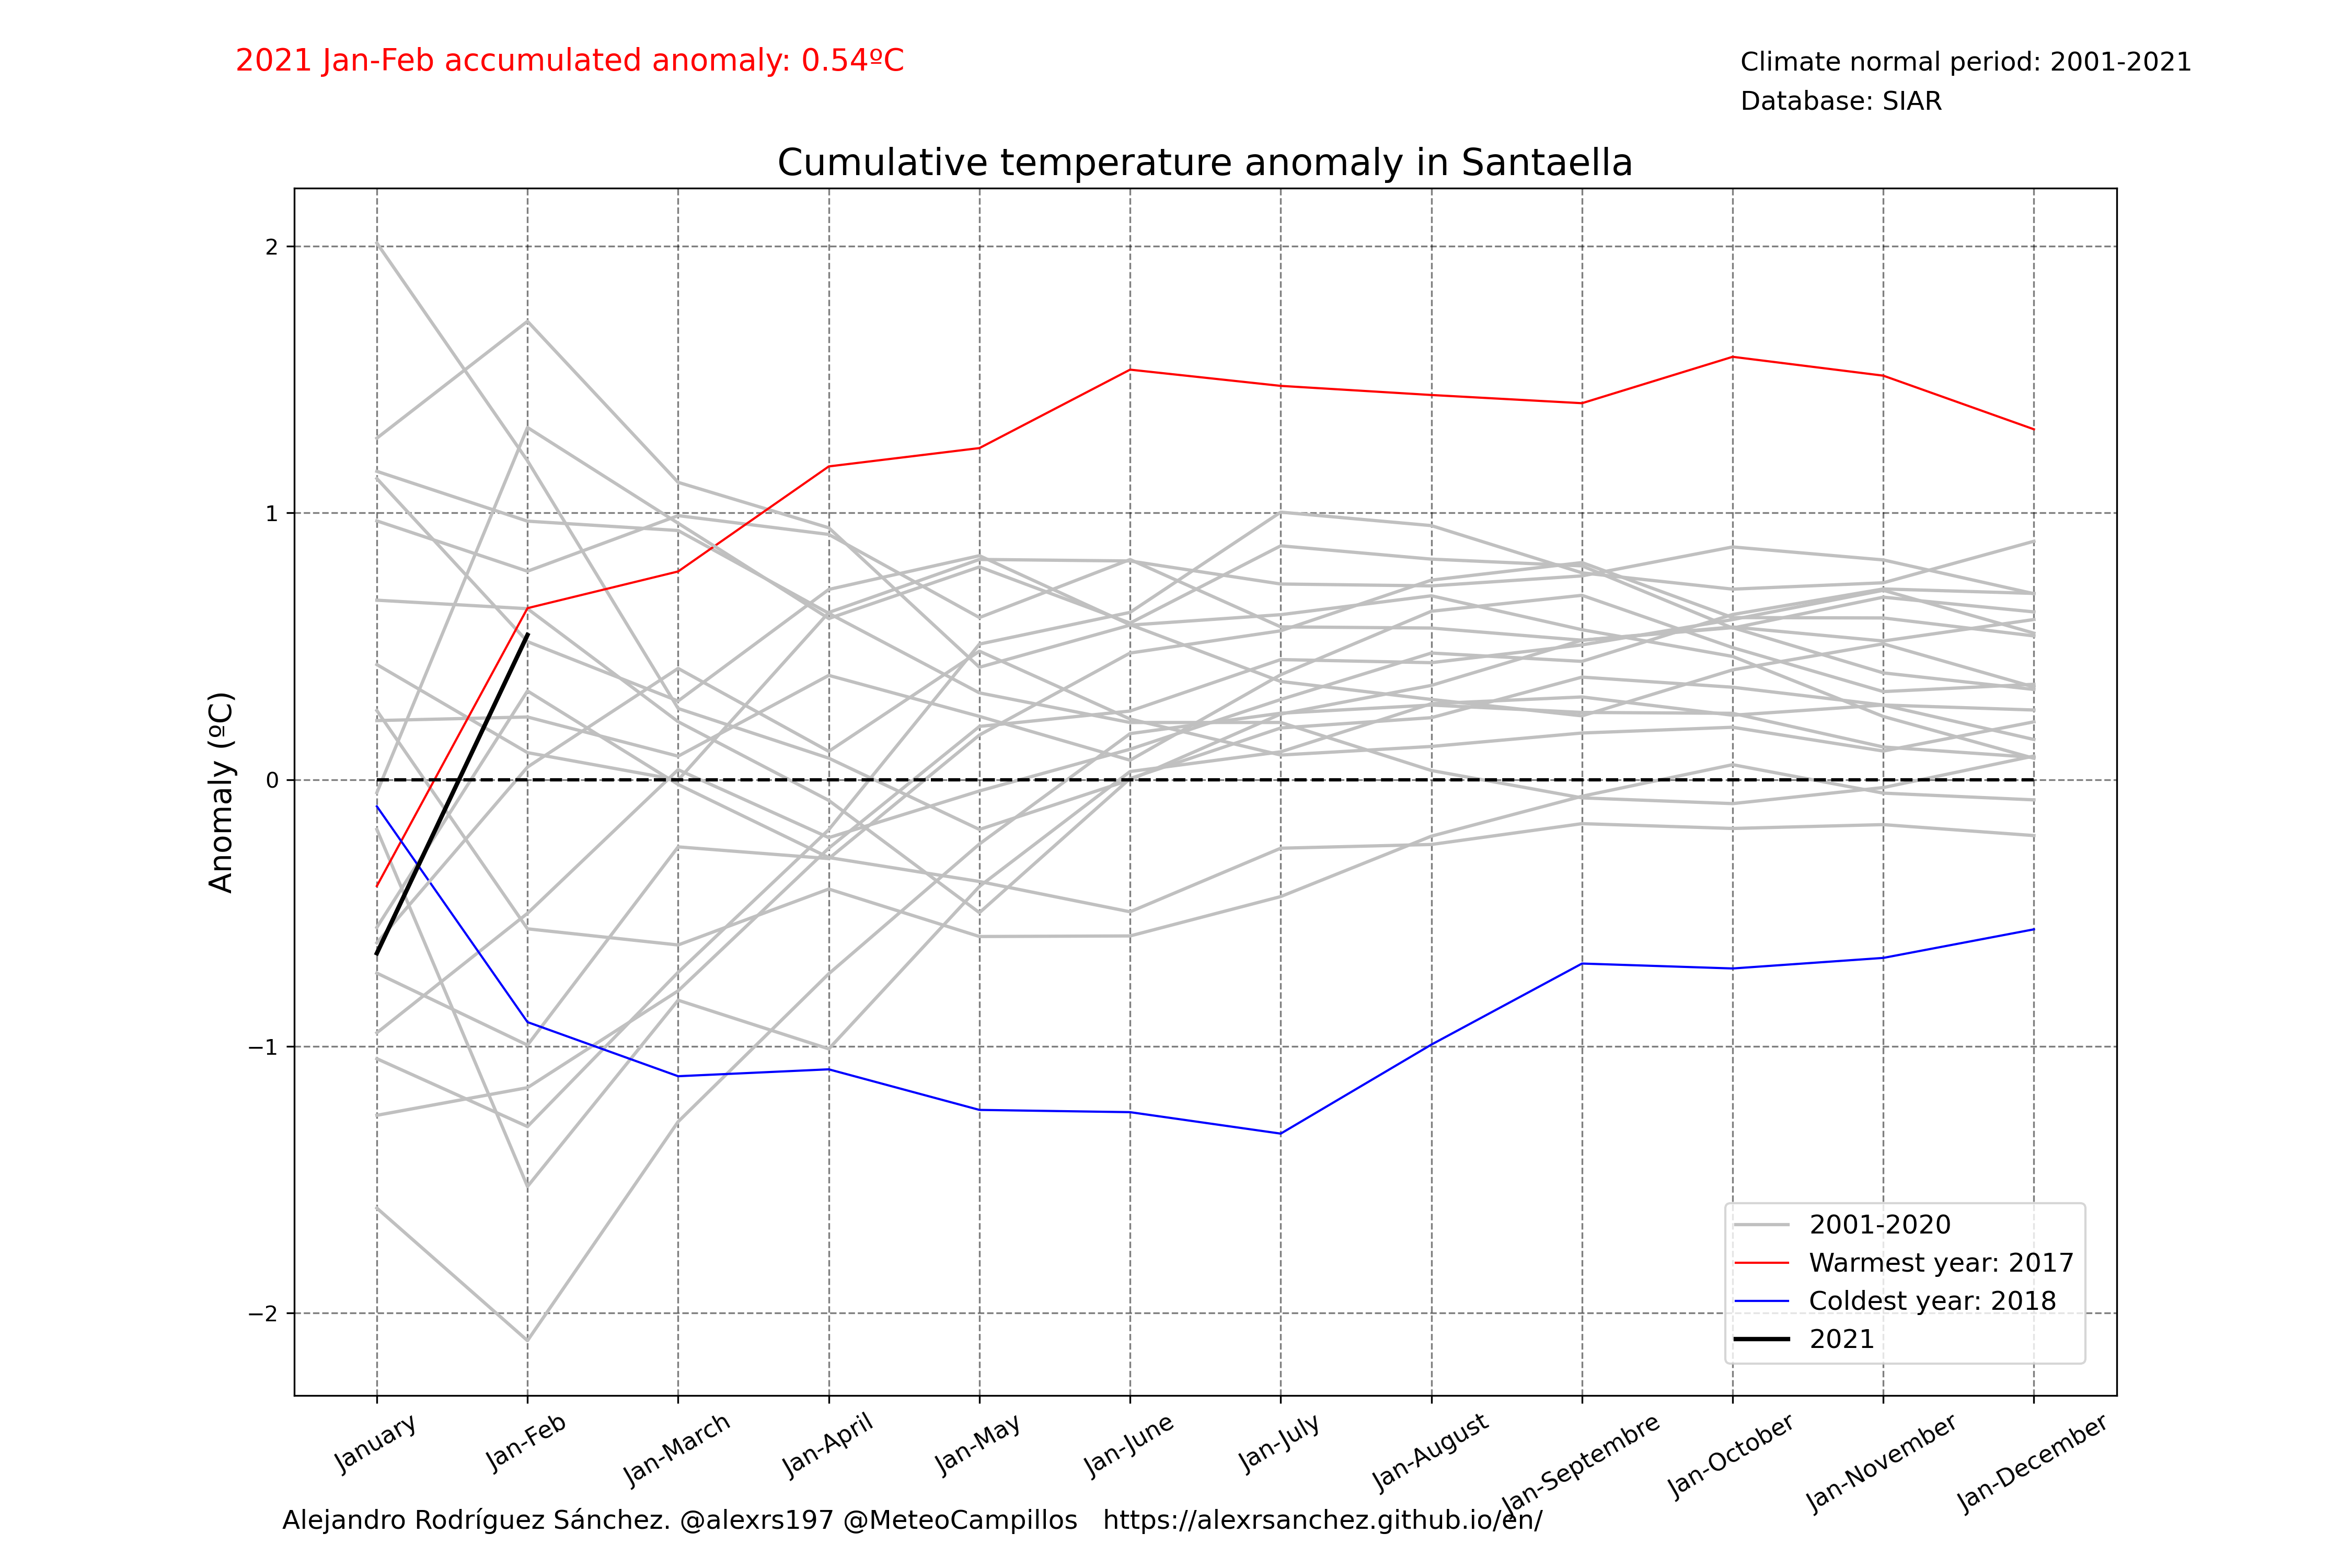 2021 Jan-Feb accumulated anomaly: 0.54ºC
Climate normal period: 2001-2021
Database: SIAR
Cumulative temperature anomaly in Santaella
Anomaly (ºC)
2
1
0
−1
−2
2001-2020
Warmest year: 2017
Coldest year: 2018
2021
January
Jan-Feb
Jan-March
Jan-April
Jan-May
Jan-June
Jan-July
Jan-August
Jan-Septembre
Jan-October
Jan-November
Jan-December
Alejandro Rodríguez Sánchez. @alexrs197 @MeteoCampillos https://alexrsanchez.github.io/en/